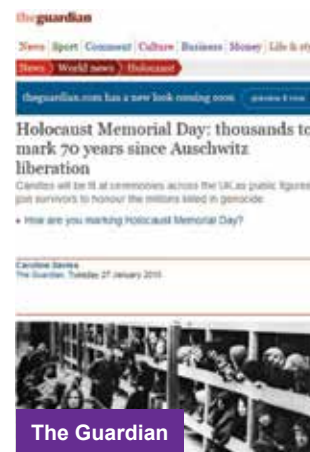 theguardian
News Sport Comment Culture Business Money Life & sty
News World news Holocaust
theguardian.com has a new look coming soon
Holocaust Memorial Day: thousands to
mark 70 years since Auschwitz
liberation
Candles will be lit at ceremonies across the UK as public figures
join survivors to honour the millions killed in genocide
• How are you marking Holocaust Memorial Day?
Caroline Davies
The Guardian, Tuesday 27 January 2015
The Guardian